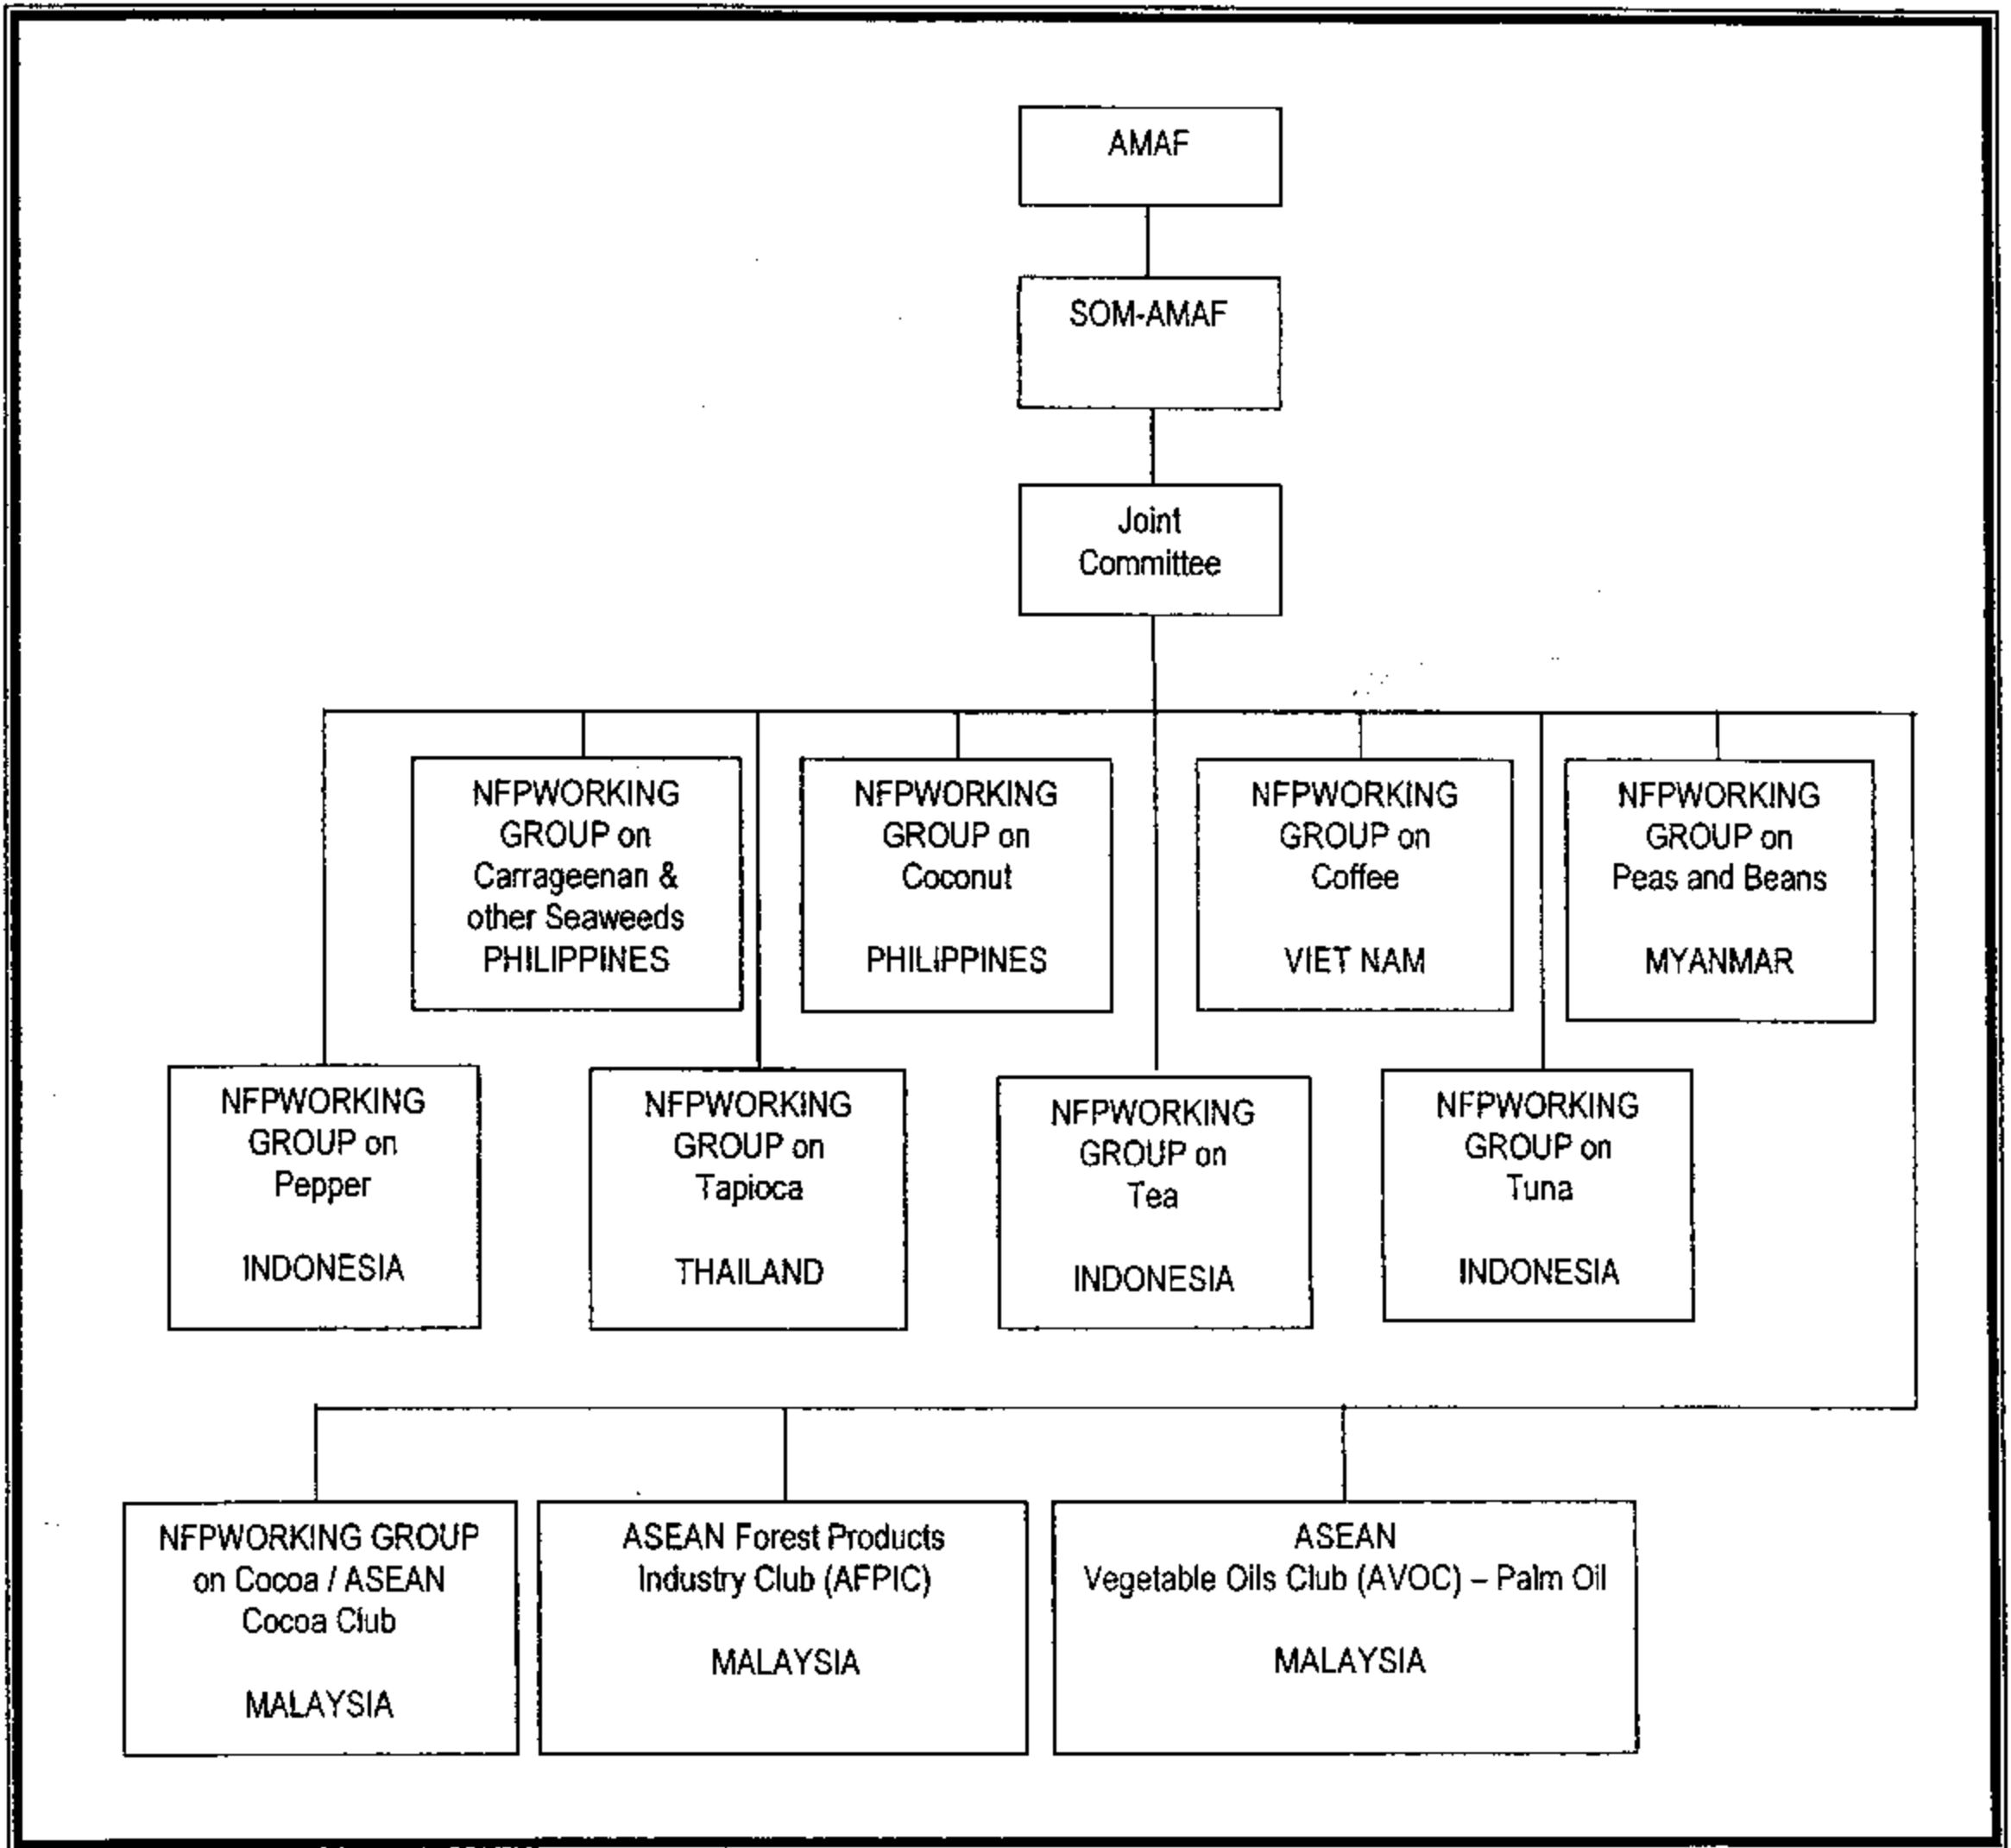 AMAF
SOM-AMAF
Joint
Committee
NFPWORKING
GROUP on
Carrageenan &
other Seaweeds
PHILIPPINES
NFPWORKING
GROUP on
Coconut
PHILIPPINES
NFPWORKING
GROUP on
Coffee
VIET NAM
NFPWORKING
GROUP on
Peas and Beans
MYANMAR
NFPWORKING
GROUP on
Pepper
INDONESIA
NFPWORKING
GROUP on
Tapioca
THAILAND
NFPWORKING
GROUP on
Tea
INDONESIA
NFPWORKING
GROUP on
Tuna
INDONESIA
NFPWORKING GROUP
on Cocoa / ASEAN
Cocoa Club
MALAYSIA
ASEAN Forest Products
Industry Club (AFPIC)
MALAYSIA
ASEAN
Vegetable Oils Club (AVOC) – Palm Oil
MALAYSIA